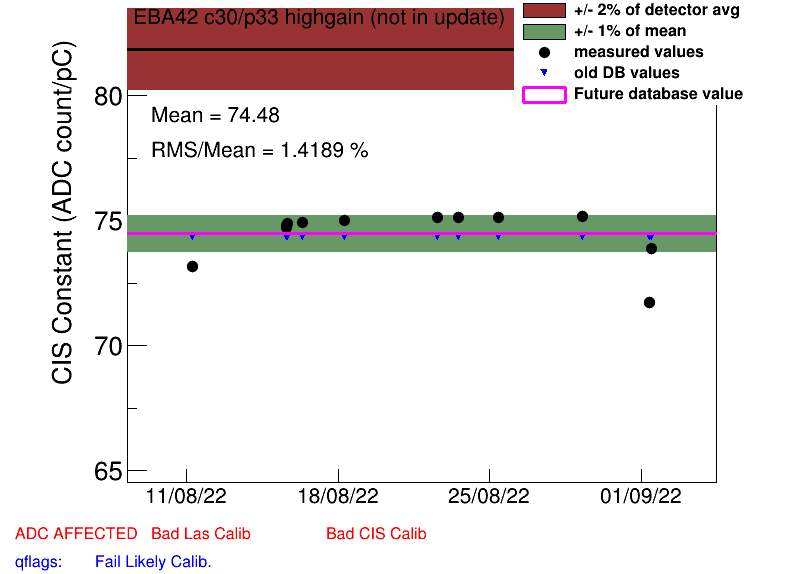 EBA42 c30/p33 highgain (not in update)
+/- 2% of detector avg
+/- 1% of mean
measured values
old DB values
Future database value
Mean = 74.48
RMS/Mean = 1.4189 %
CIS Constant (ADC count/pC)
80
75
70
65
11/08/22 18/08/22 25/08/22 01/09/22
ADC AFFECTED Bad Las Calib Bad CIS Calib
qflags: Fail Likely Calib.